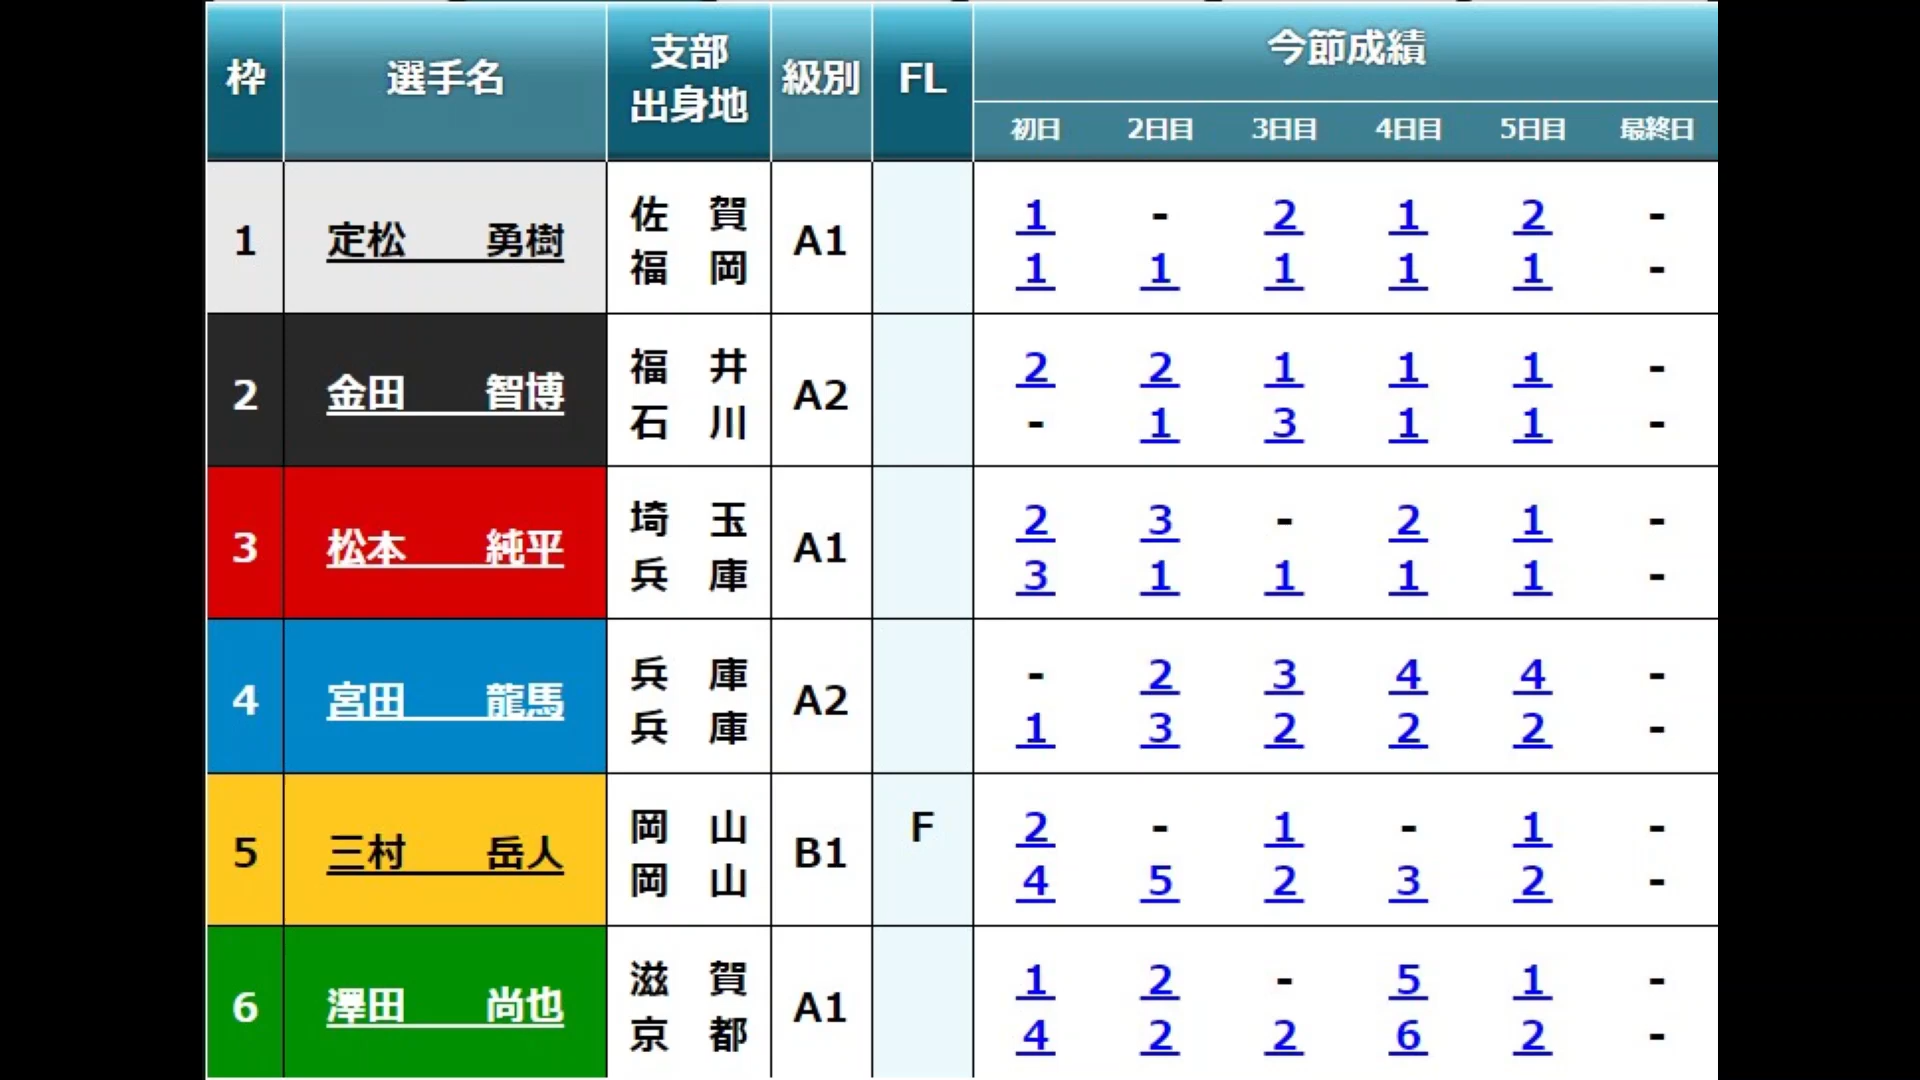 枠 選手名 支部 出身地 級別 FL 今節成績
初日 2日目 3日目 4日目 5日目 最終日
1 定松 勇樹 佐 賀 A1 1 - 2 1 2 -
福 岡 1 1 1 1 1 -
2 金田 智博 福 井 A2 2 2 1 1 1 -
石 川 - 1 3 1 1 -
3 松本 純平 埼 玉 A1 2 3 - 2 1 -
兵 庫 3 1 1 1 1 -
4 宮田 龍馬 兵 庫 A2 - 2 3 4 4 -
兵 庫 1 3 2 2 2 -
5 三村 岳人 岡 山 B1 F 2 - 1 - 1 -
岡 山 4 5 2 3 2 -
6 澤田 尚也 滋 賀 A1 1 2 - 5 1 -
京 都 4 2 2 6 2 -